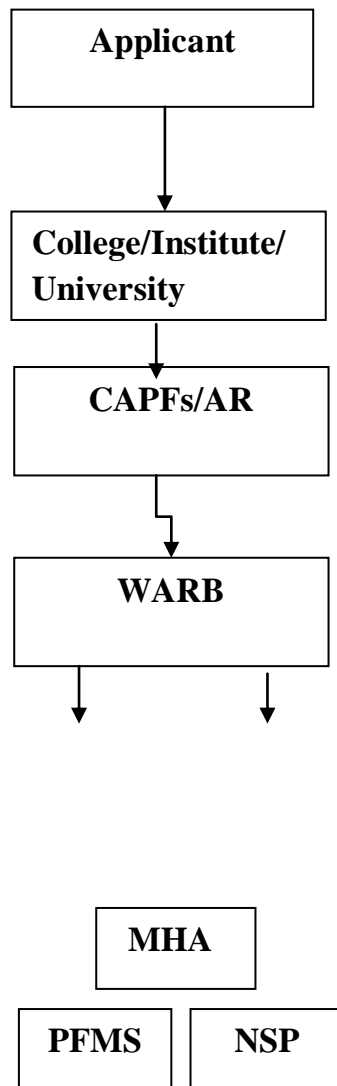 Applicant
College/Institute/
University
CAPFs/AR
WARB
MHA
PFMS
NSP